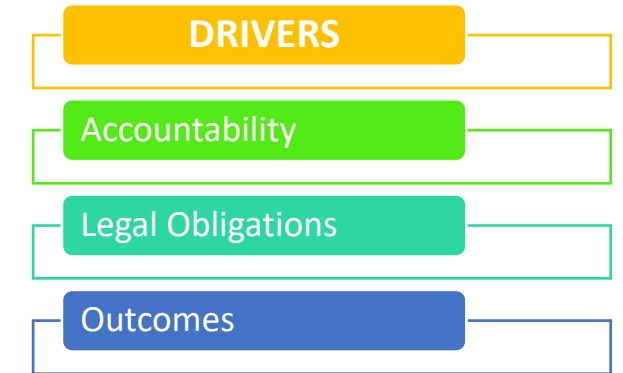 DRIVERS
Accountability
Legal Obligations
Outcomes